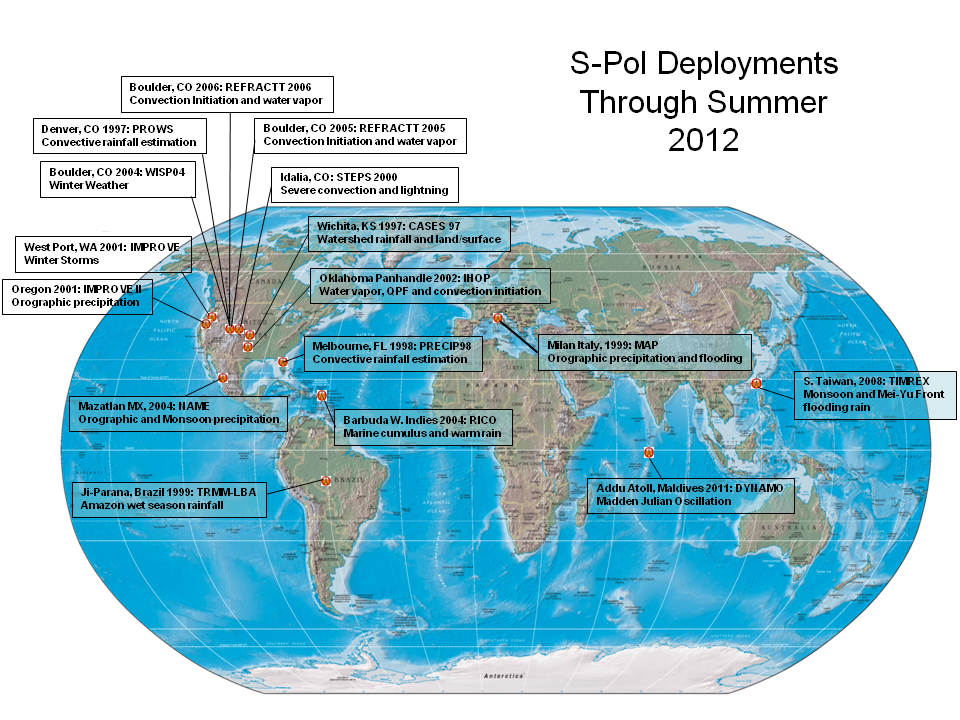 S-Pol Deployments
Through Summer
2012
Boulder, CO 2006: REFRACTT 2006
Convection Initiation and water vapor
Denver, CO 1997: PROWS
Convective rainfall estimation
Boulder, CO 2005: REFRACTT 2005
Convection Initiation and water vapor
Boulder, CO 2004: WISP04
Winter Weather
Idalia, CO: STEPS 2000
Severe convection and lightning
Wichita, KS 1997: CASES 97
Watershed rainfall and land/surface
West Port, WA 2001: IMPROVE
Winter Storms
Oklahoma Panhandle 2002: IHOP
Water vapor, QPF and convection initiation
Oregon 2001: IMPROVE II
Orographic precipitation
Melbourne, FL 1998: PRECIP98
Convective rainfall estimation
Milan Italy, 1999: MAP
Orographic precipitation and flooding
S. Taiwan, 2008: TIMREX
Monsoon and Mei-Yu Front
flooding rain
Mazatlan MX, 2004: NAME
Orographic and Monsoon precipitation
Barbuda W. Indies 2004: RICO
Marine cumulus and warm rain
Ji-Parana, Brazil 1999: TRMM-LBA
Amazon wet season rainfall
Addu Atoll, Maldives 2011: DYNAMO
Madden Julian Oscillation
CANADA
RUSSIA
CHINA
BRAZIL
AUSTRALIA
Antarctica